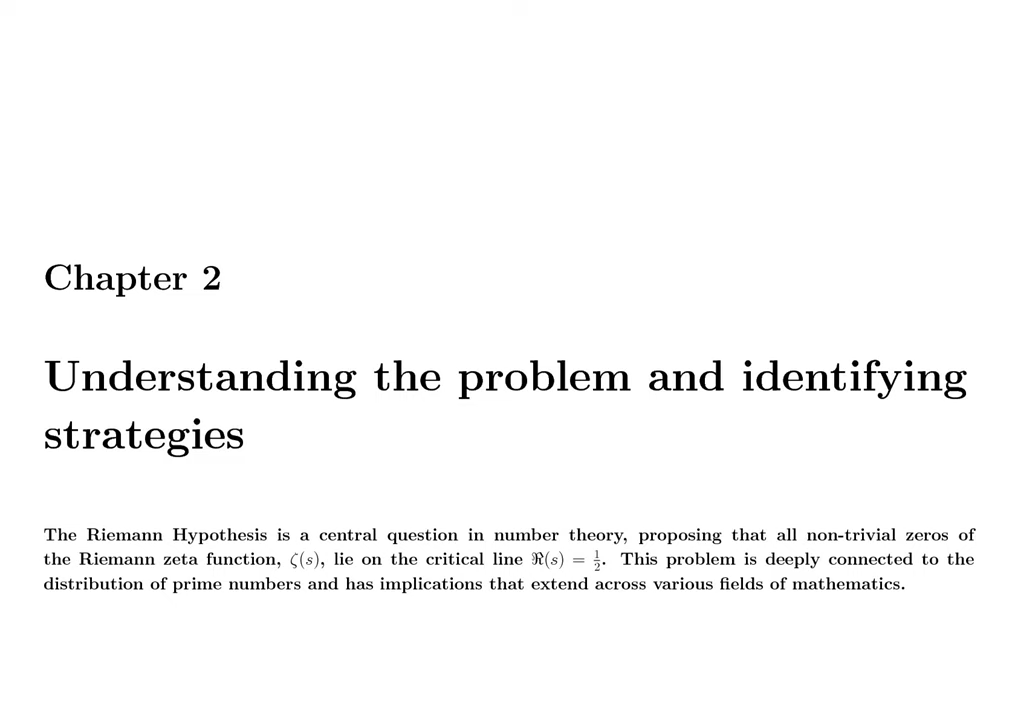 Chapter 2
Understanding the problem and identifying
strategies
The Riemann Hypothesis is a central question in number theory, proposing that all non-trivial zeros of
the Riemann zeta function, ζ(s), lie on the critical line ℜ(s) = 1/2. This problem is deeply connected to the
distribution of prime numbers and has implications that extend across various fields of mathematics.